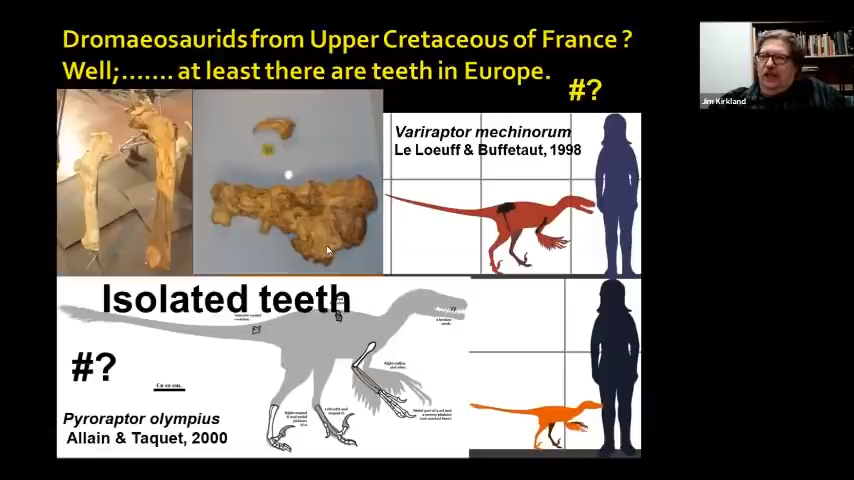 Dromaeosaurids from Upper Cretaceous of France ?
Well;....... at least there are teeth in Europe.
#?
Jim Kirkland
Variraptor mechinorum
Le Loeuff & Buffetaut, 1998
Isolated teeth
#?
Pyroraptor olympius
Allain & Taquet, 2000